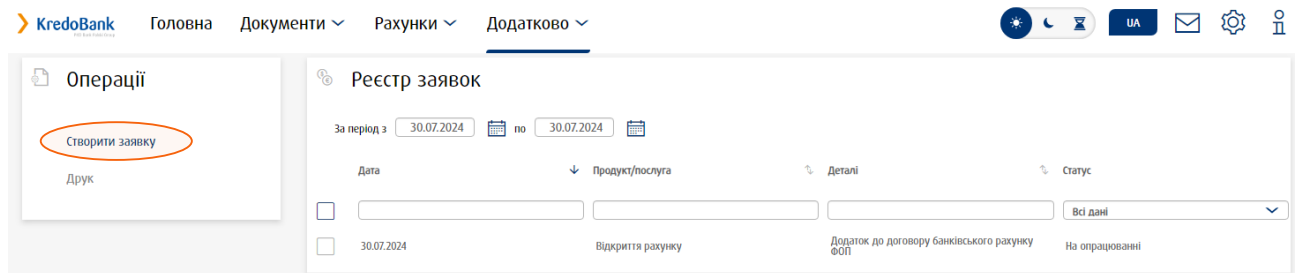 KredoBank Головна Документи Рахунки Додатково UA
Операції
Створити заявку
Друк
Реєстр заявок
За період з 30.07.2024 по 30.07.2024
Дата Продукт/послуга Деталі Статус
Всі дані
30.07.2024 Відкриття рахунку Додаток до договору банківського рахунку ФОП На опрацюванні